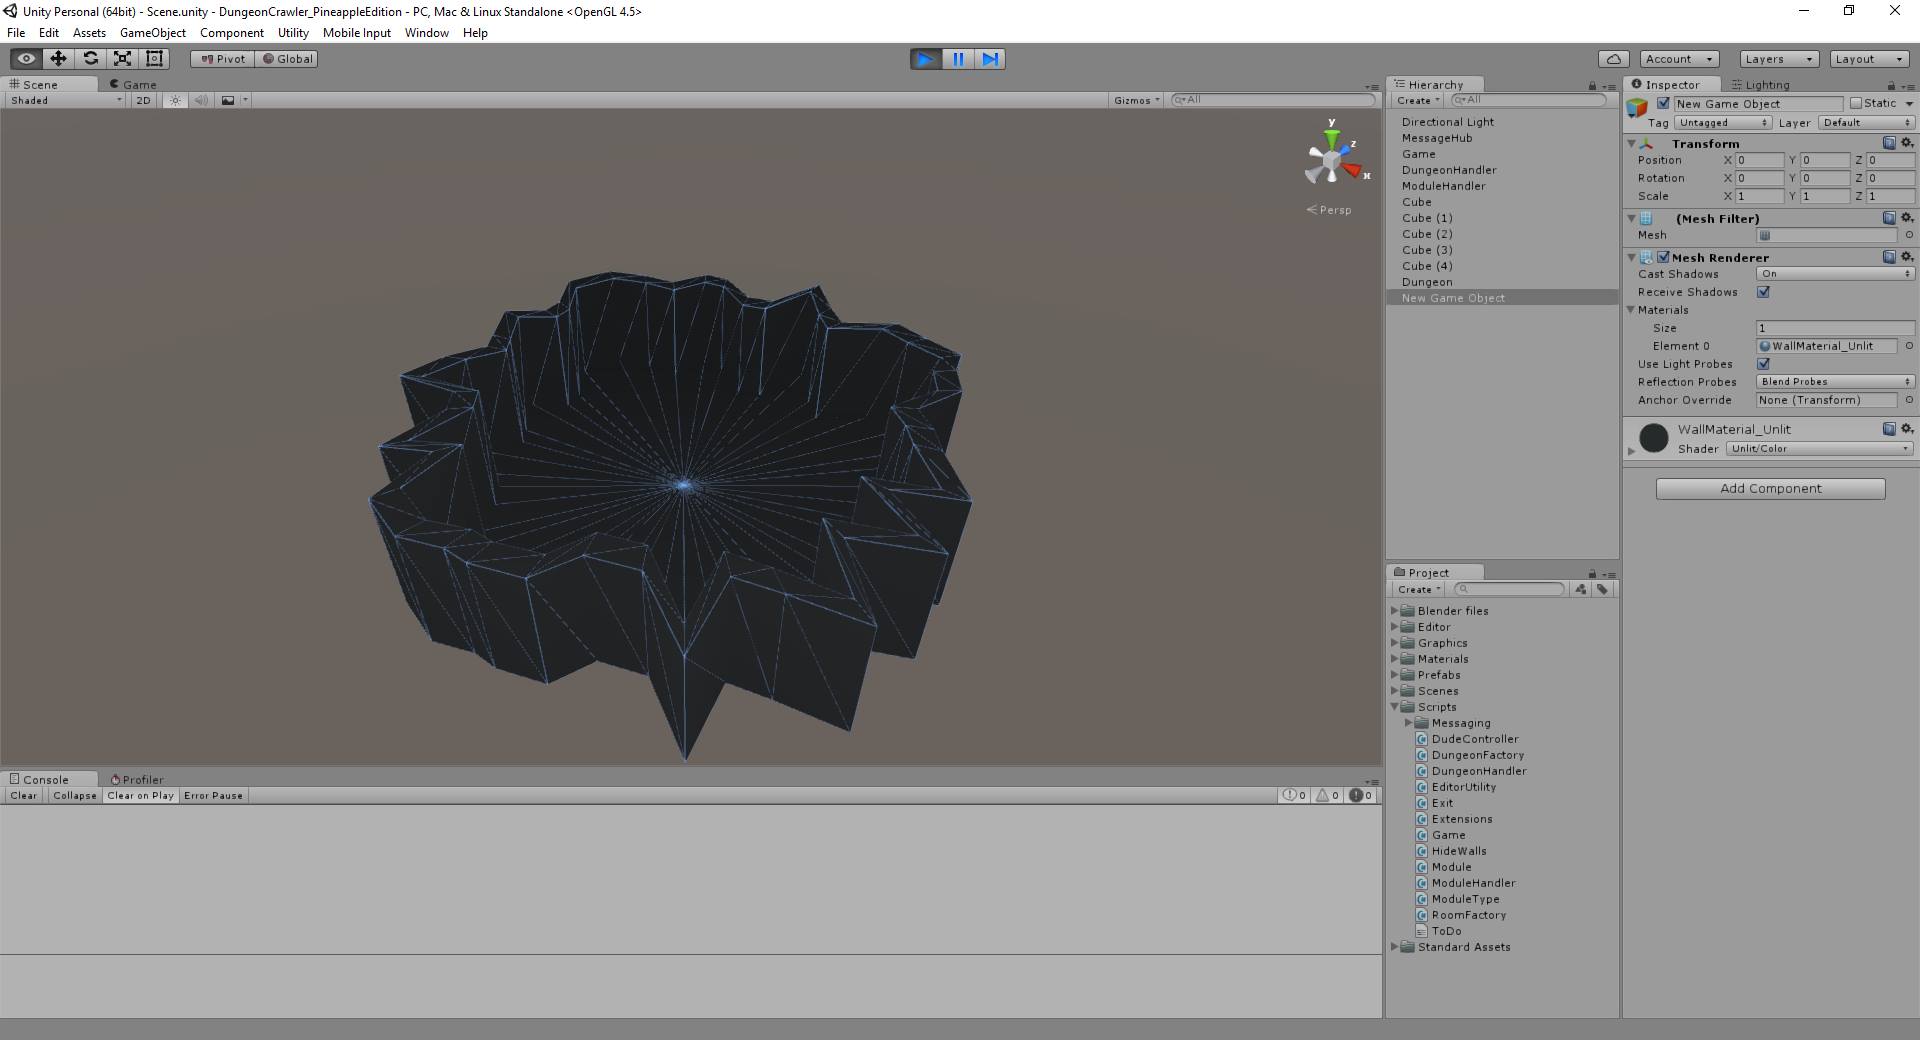 Unity Personal (64bit) - Scene.unity - DungeonCrawler_PineappleEdition - PC, Mac & Linux Standalone <OpenGL 4.5>
File Edit Assets GameObject Component Utility Mobile Input Window Help
Pivot Global Account Layers Layout
Scene Game
Shaded 2D Gizmos All
y
z
x
Persp
Hierarchy
Create All
Directional Light
MessageHub
Game
DungeonHandler
ModuleHandler
Cube
Cube (1)
Cube (2)
Cube (3)
Cube (4)
Dungeon
New Game Object
Inspector Lighting
New Game Object Static
Tag Untagged Layer Default
Transform
Position X 0 Y 0 Z 0
Rotation X 0 Y 0 Z 0
Scale X 1 Y 1 Z 1
(Mesh Filter)
Mesh
Mesh Renderer
Cast Shadows On
Receive Shadows
Materials
Size 1
Element 0 WallMaterial_Unlit
Use Light Probes
Reflection Probes Blend Probes
Anchor Override None (Transform)
WallMaterial_Unlit
Shader Unlit/Color
Add Component
Project
Create
Blender files
Editor
Graphics
Materials
Prefabs
Scenes
Scripts
Messaging
DudeController
DungeonFactory
DungeonHandler
EditorUtility
Exit
Extensions
Game
HideWalls
Module
ModuleHandler
ModuleType
RoomFactory
ToDo
Standard Assets
Console Profiler
Clear Collapse Clear on Play Error Pause 0 0 0